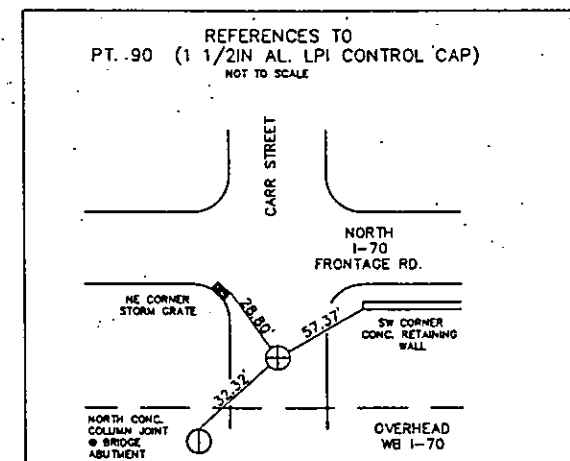 REFERENCES TO
PT. 90 (1 1/2IN AL. LPI CONTROL CAP)
NOT TO SCALE
CARR STREET
NORTH
I-70
FRONTAGE RD.
NE CORNER
STORM GRATE
28.80'
57.37'
SW CORNER
CONC. RETAINING
WALL
32.32'
NORTH CONC.
COLUMN JOINT
@ BRIDGE
ABUTMENT
OVERHEAD
WB I-70